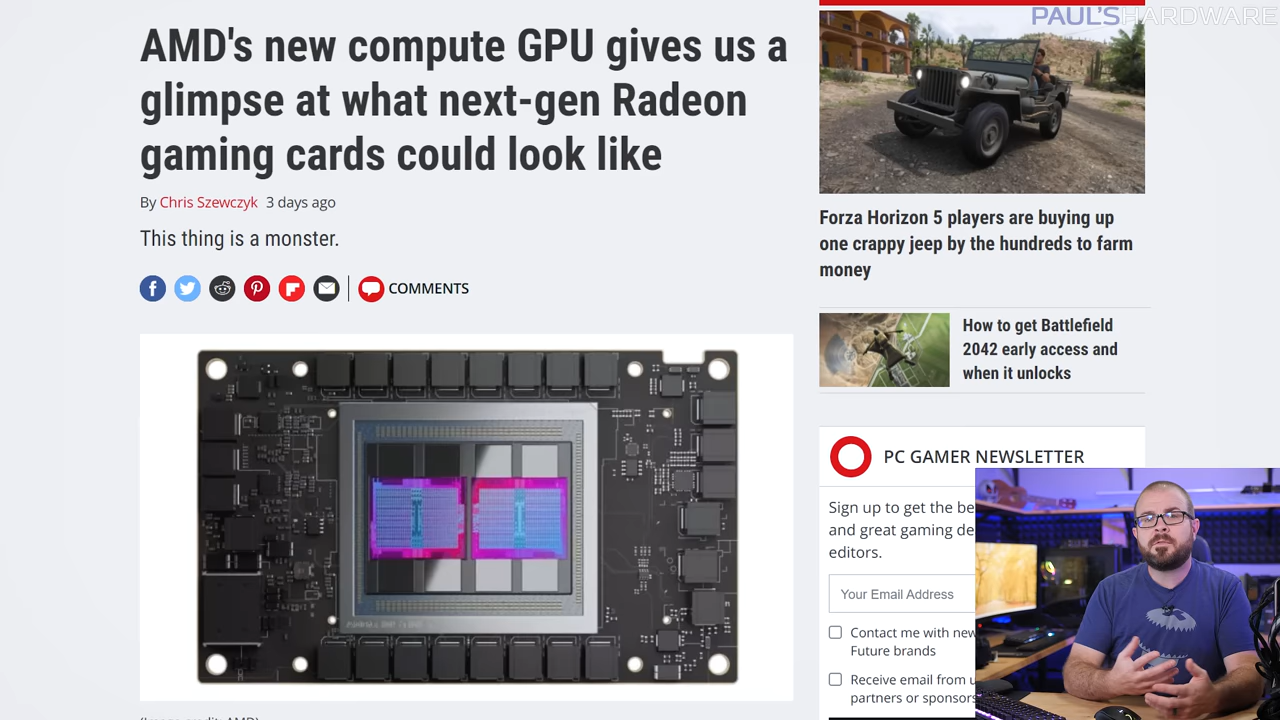 PAUL'S HARDWARE
AMD's new compute GPU gives us a
glimpse at what next-gen Radeon
gaming cards could look like
By Chris Szewczyk 3 days ago
This thing is a monster.
COMMENTS
Forza Horizon 5 players are buying up
one crappy jeep by the hundreds to farm
money
How to get Battlefield
2042 early access and
when it unlocks
PC GAMER NEWSLETTER
Sign up to get the be
and great gaming de
editors.
Your Email Address
Contact me with new
Future brands
Receive email from
partners or sponsors
(Image credit: AMD)